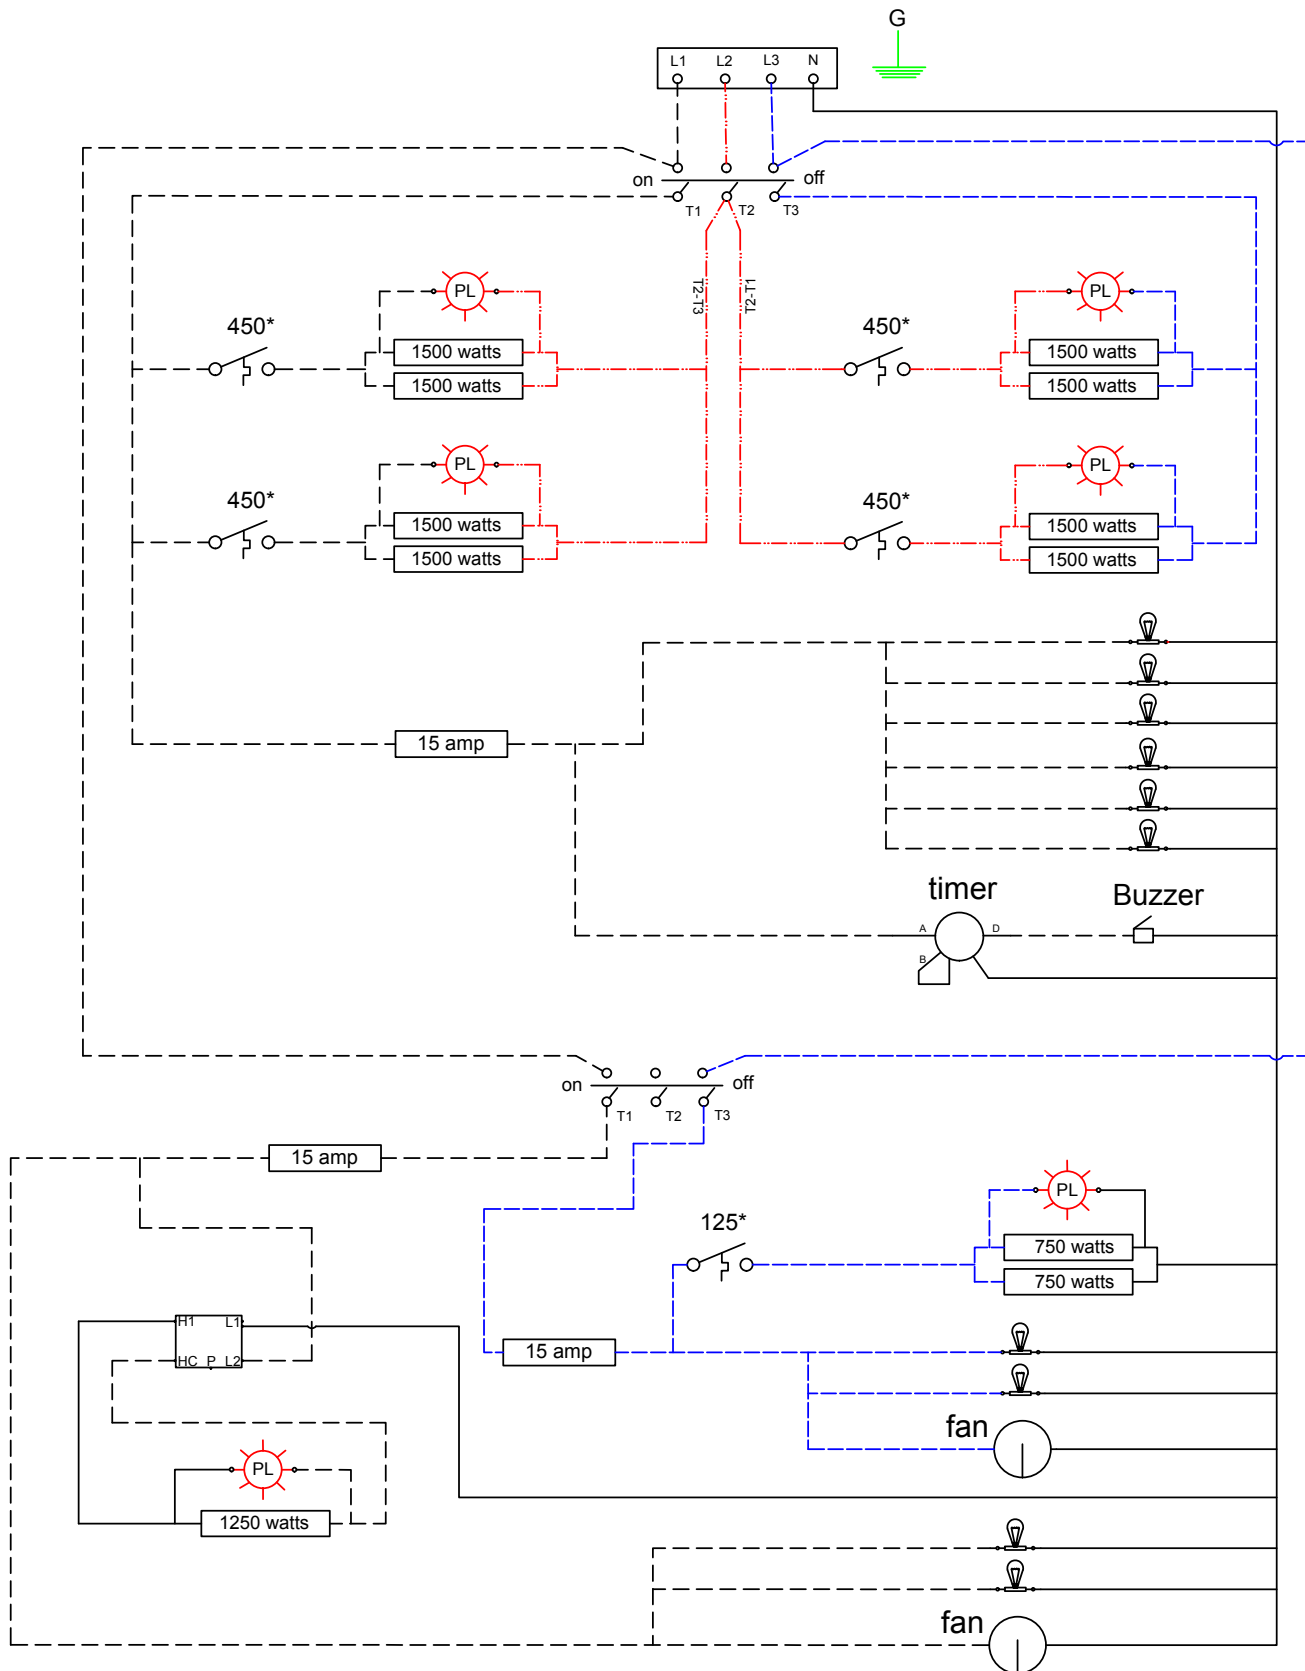 G
L1 L2 L3 N
on off
T1 T2 T3
T2-T3
T2-T1
PL PL
450* 450*
1500 watts 1500 watts
1500 watts 1500 watts
PL PL
450* 450*
1500 watts 1500 watts
1500 watts 1500 watts
15 amp
timer Buzzer
A D
B
on off
T1 T2 T3
15 amp
PL
125*
750 watts
750 watts
H1 L1
HC P L2
15 amp
fan
PL
1250 watts
fan